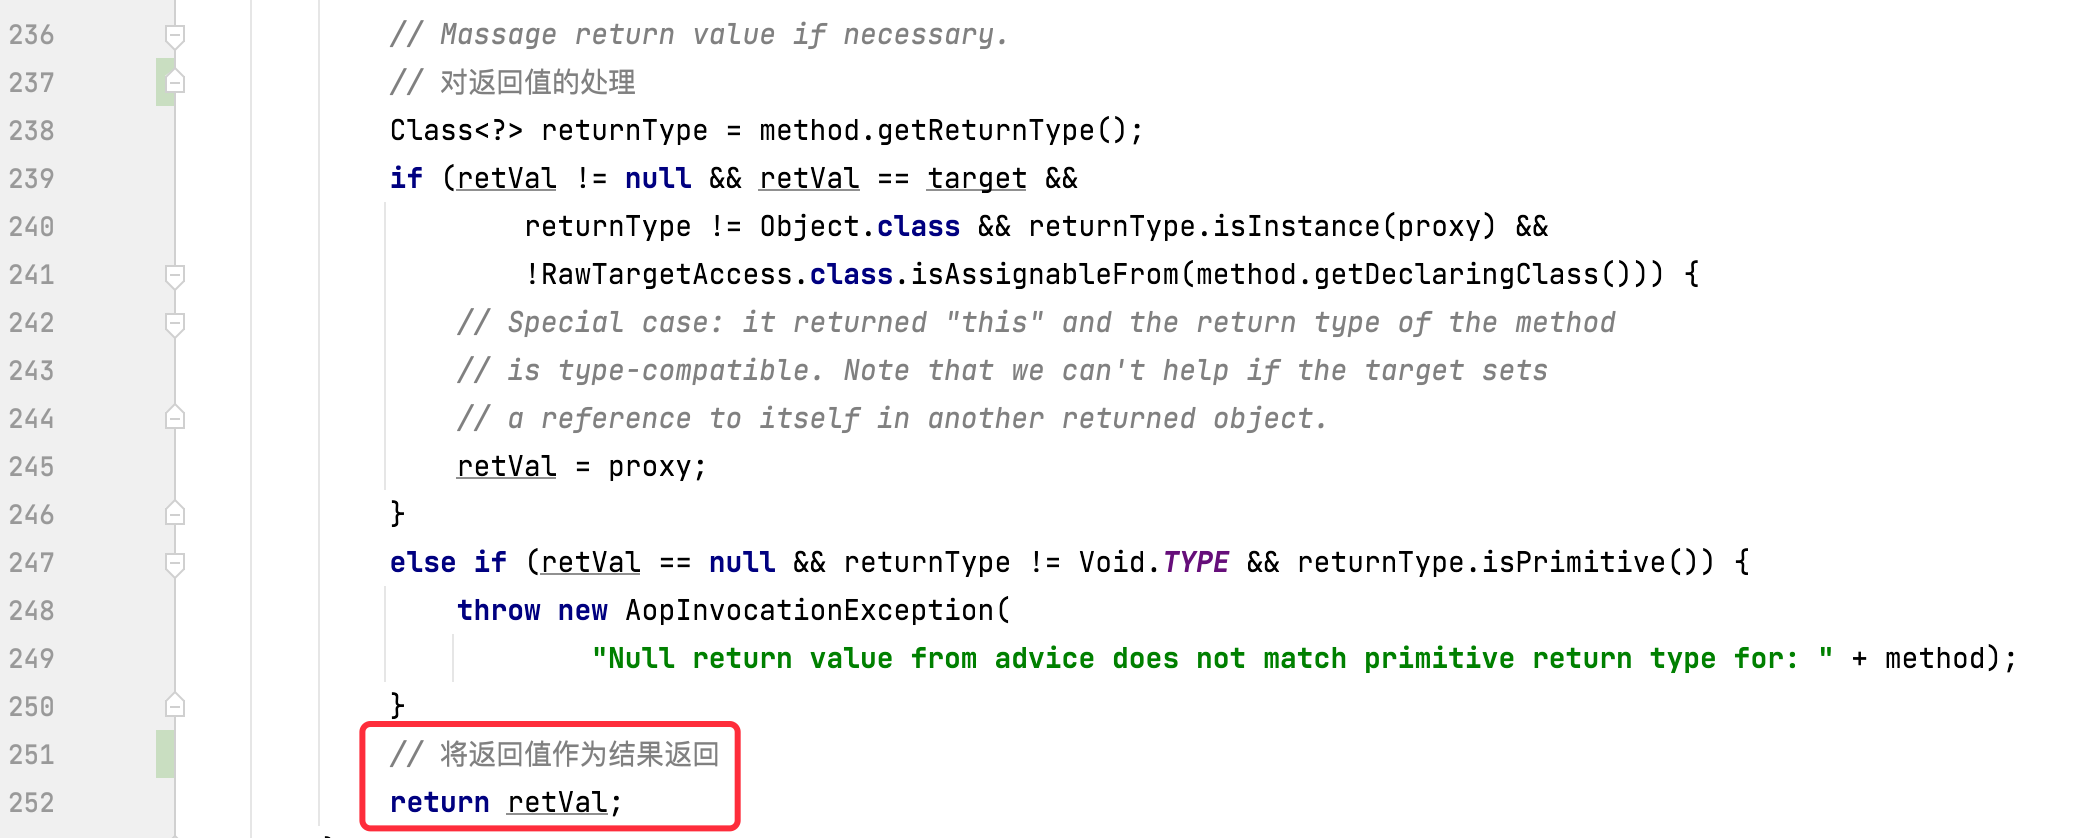 236 // Massage return value if necessary.
237 // 对返回值的处理
238 Class<?> returnType = method.getReturnType();
239 if (retVal != null && retVal == target &&
240 returnType != Object.class && returnType.isInstance(proxy) &&
241 !RawTargetAccess.class.isAssignableFrom(method.getDeclaringClass())) {
242 // Special case: it returned "this" and the return type of the method
243 // is type-compatible. Note that we can't help if the target sets
244 // a reference to itself in another returned object.
245 retVal = proxy;
246 }
247 else if (retVal == null && returnType != Void.TYPE && returnType.isPrimitive()) {
248 throw new AopInvocationException(
249 "Null return value from advice does not match primitive return type for: " + method);
250 }
251 // 将返回值作为结果返回
252 return retVal;